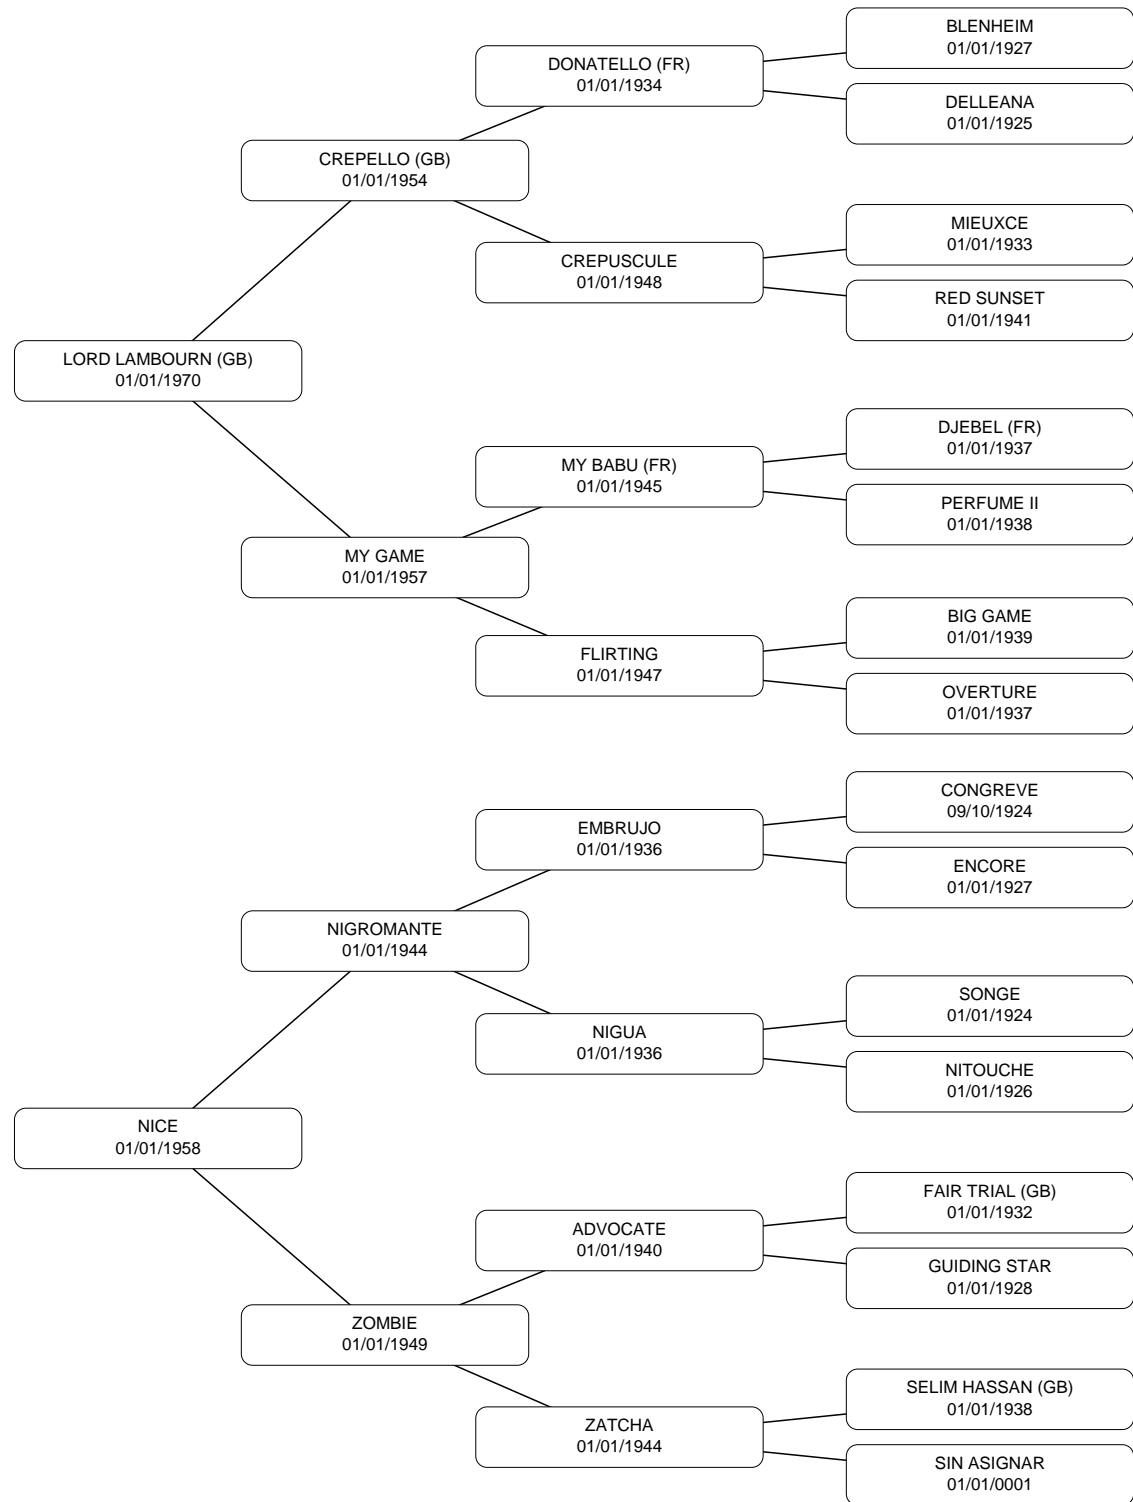 BLENHEIM
01/01/1927
DONATELLO (FR)
01/01/1934
DELLEANA
01/01/1925
CREPELLO (GB)
01/01/1954
MIEUXCE
01/01/1933
CREPUSCULE
01/01/1948
RED SUNSET
01/01/1941
LORD LAMBOURN (GB)
01/01/1970
DJEBEL (FR)
01/01/1937
MY BABU (FR)
01/01/1945
PERFUME II
01/01/1938
MY GAME
01/01/1957
BIG GAME
01/01/1939
FLIRTING
01/01/1947
OVERTURE
01/01/1937
CONGREVE
09/10/1924
EMBRUJO
01/01/1936
ENCORE
01/01/1927
NIGROMANTE
01/01/1944
SONGE
01/01/1924
NIGUA
01/01/1936
NITOUCHE
01/01/1926
NICE
01/01/1958
FAIR TRIAL (GB)
01/01/1932
ADVOCATE
01/01/1940
GUIDING STAR
01/01/1928
ZOMBIE
01/01/1949
SELIM HASSAN (GB)
01/01/1938
ZATCHA
01/01/1944
SIN ASIGNAR
01/01/0001